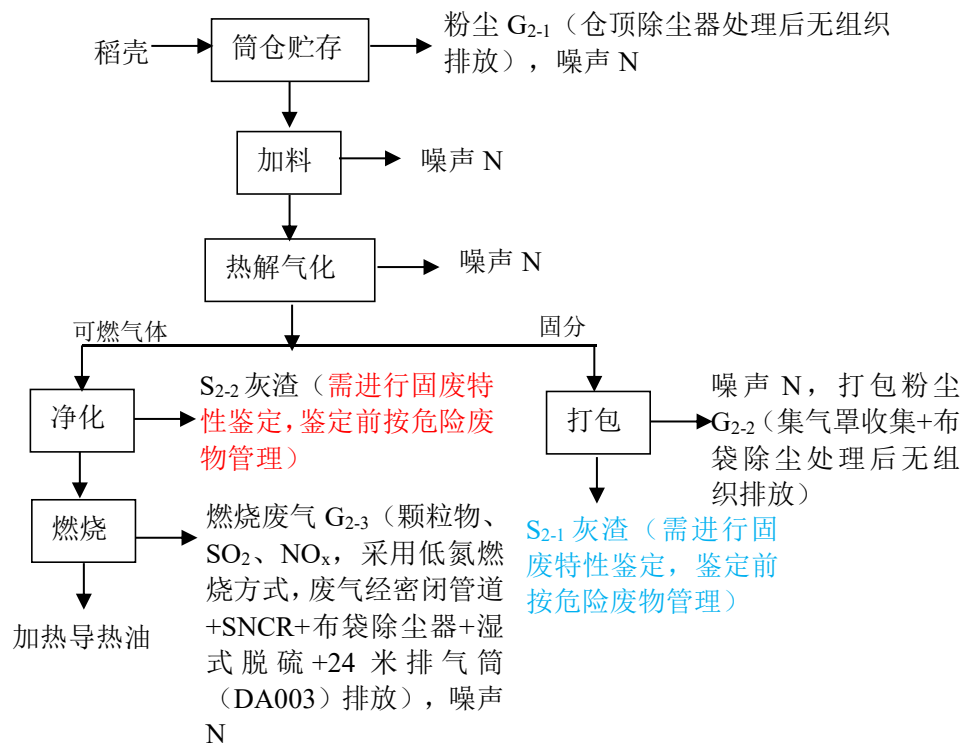 稻壳
筒仓贮存
粉尘 G2-1（仓顶除尘器处理后无组织
排放），噪声 N
加料
噪声 N
热解气化
噪声 N
可燃气体
固分
净化
S2-2 灰渣（需进行固废特
性鉴定，鉴定前按危险废
物管理）
打包
噪声 N，打包粉尘
G2-2（集气罩收集+布
袋除尘处理后无组
织排放）
燃烧
燃烧废气 G2-3（颗粒物、
SO2、NOx，采用低氮燃
烧方式，废气经密闭管道
+SNCR+布袋除尘器+湿
式脱硫+24 米排气筒
（DA003）排放），噪声
N
S2-1 灰渣（需进行固
废特性鉴定，鉴定前
按危险废物管理）
加热导热油